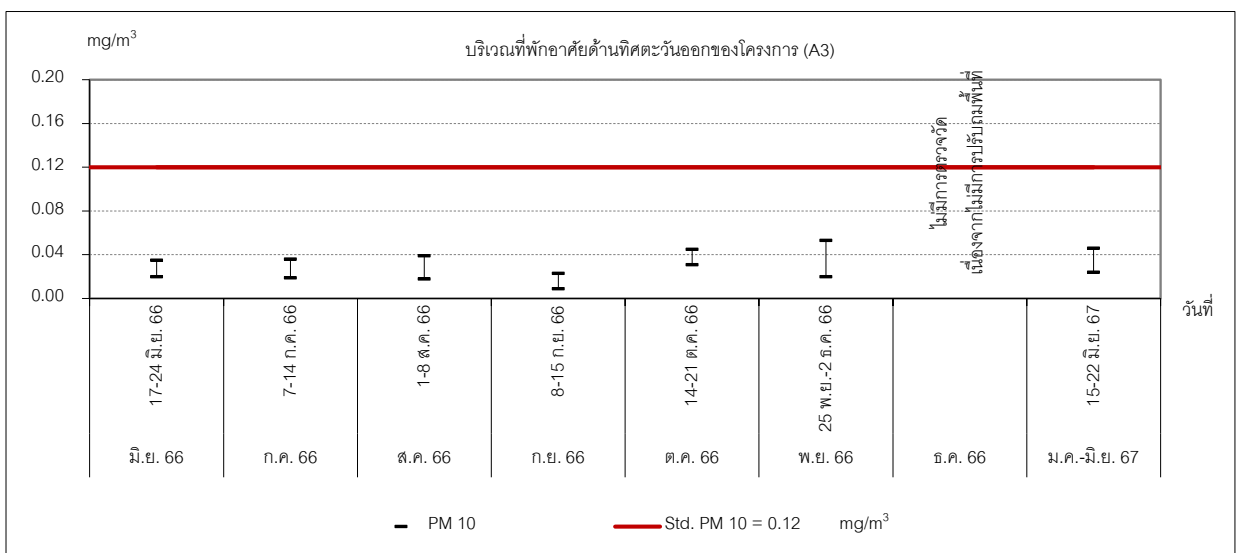 mg/m³
บริเวณที่พักอาศัยด้านทิศตะวันออกของโครงการ (A3)
0.20
0.16
0.12
0.08
0.04
0.00
ไม่มีการตรวจวัด
เนื่องจากไม่มีการปรับถมพื้นที่
วันที่
17-24 มิ.ย. 66
7-14 ก.ค. 66
1-8 ส.ค. 66
8-15 ก.ย. 66
14-21 ต.ค. 66
25 พ.ย.-2 ธ.ค. 66
15-22 มิ.ย. 67
มิ.ย. 66
ก.ค. 66
ส.ค. 66
ก.ย. 66
ต.ค. 66
พ.ย. 66
ธ.ค. 66
ม.ค.-มิ.ย. 67
PM 10
Std. PM 10 = 0.12 mg/m³